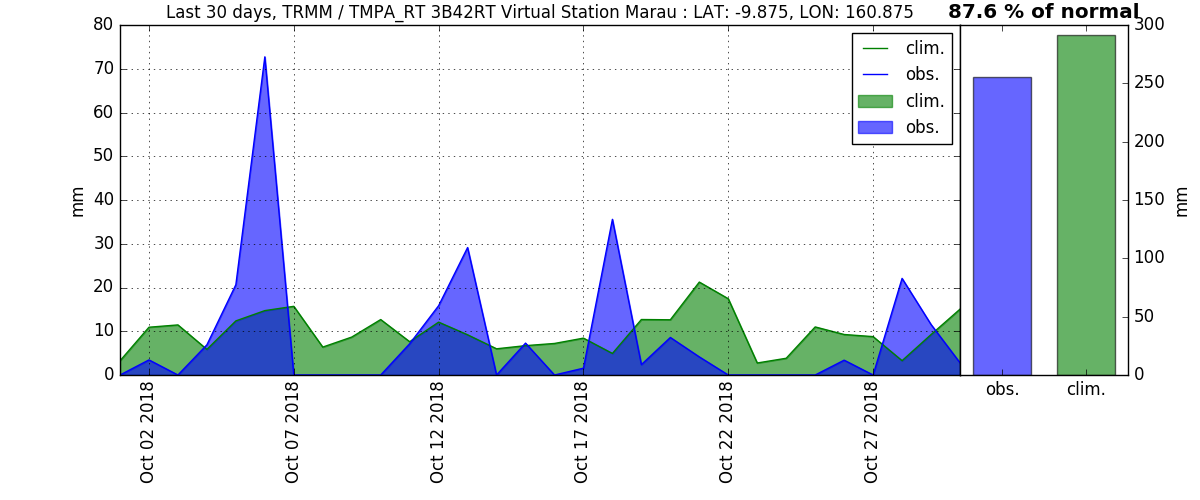 Last 30 days, TRMM / TMPA_RT 3B42RT Virtual Station Marau : LAT: -9.875, LON: 160.875
87.6 % of normal
clim.
obs.
clim.
obs.
mm
80
70
60
50
40
30
20
10
0
Oct 02 2018
Oct 07 2018
Oct 12 2018
Oct 17 2018
Oct 22 2018
Oct 27 2018
300
250
200
150
100
50
0
mm
obs.
clim.